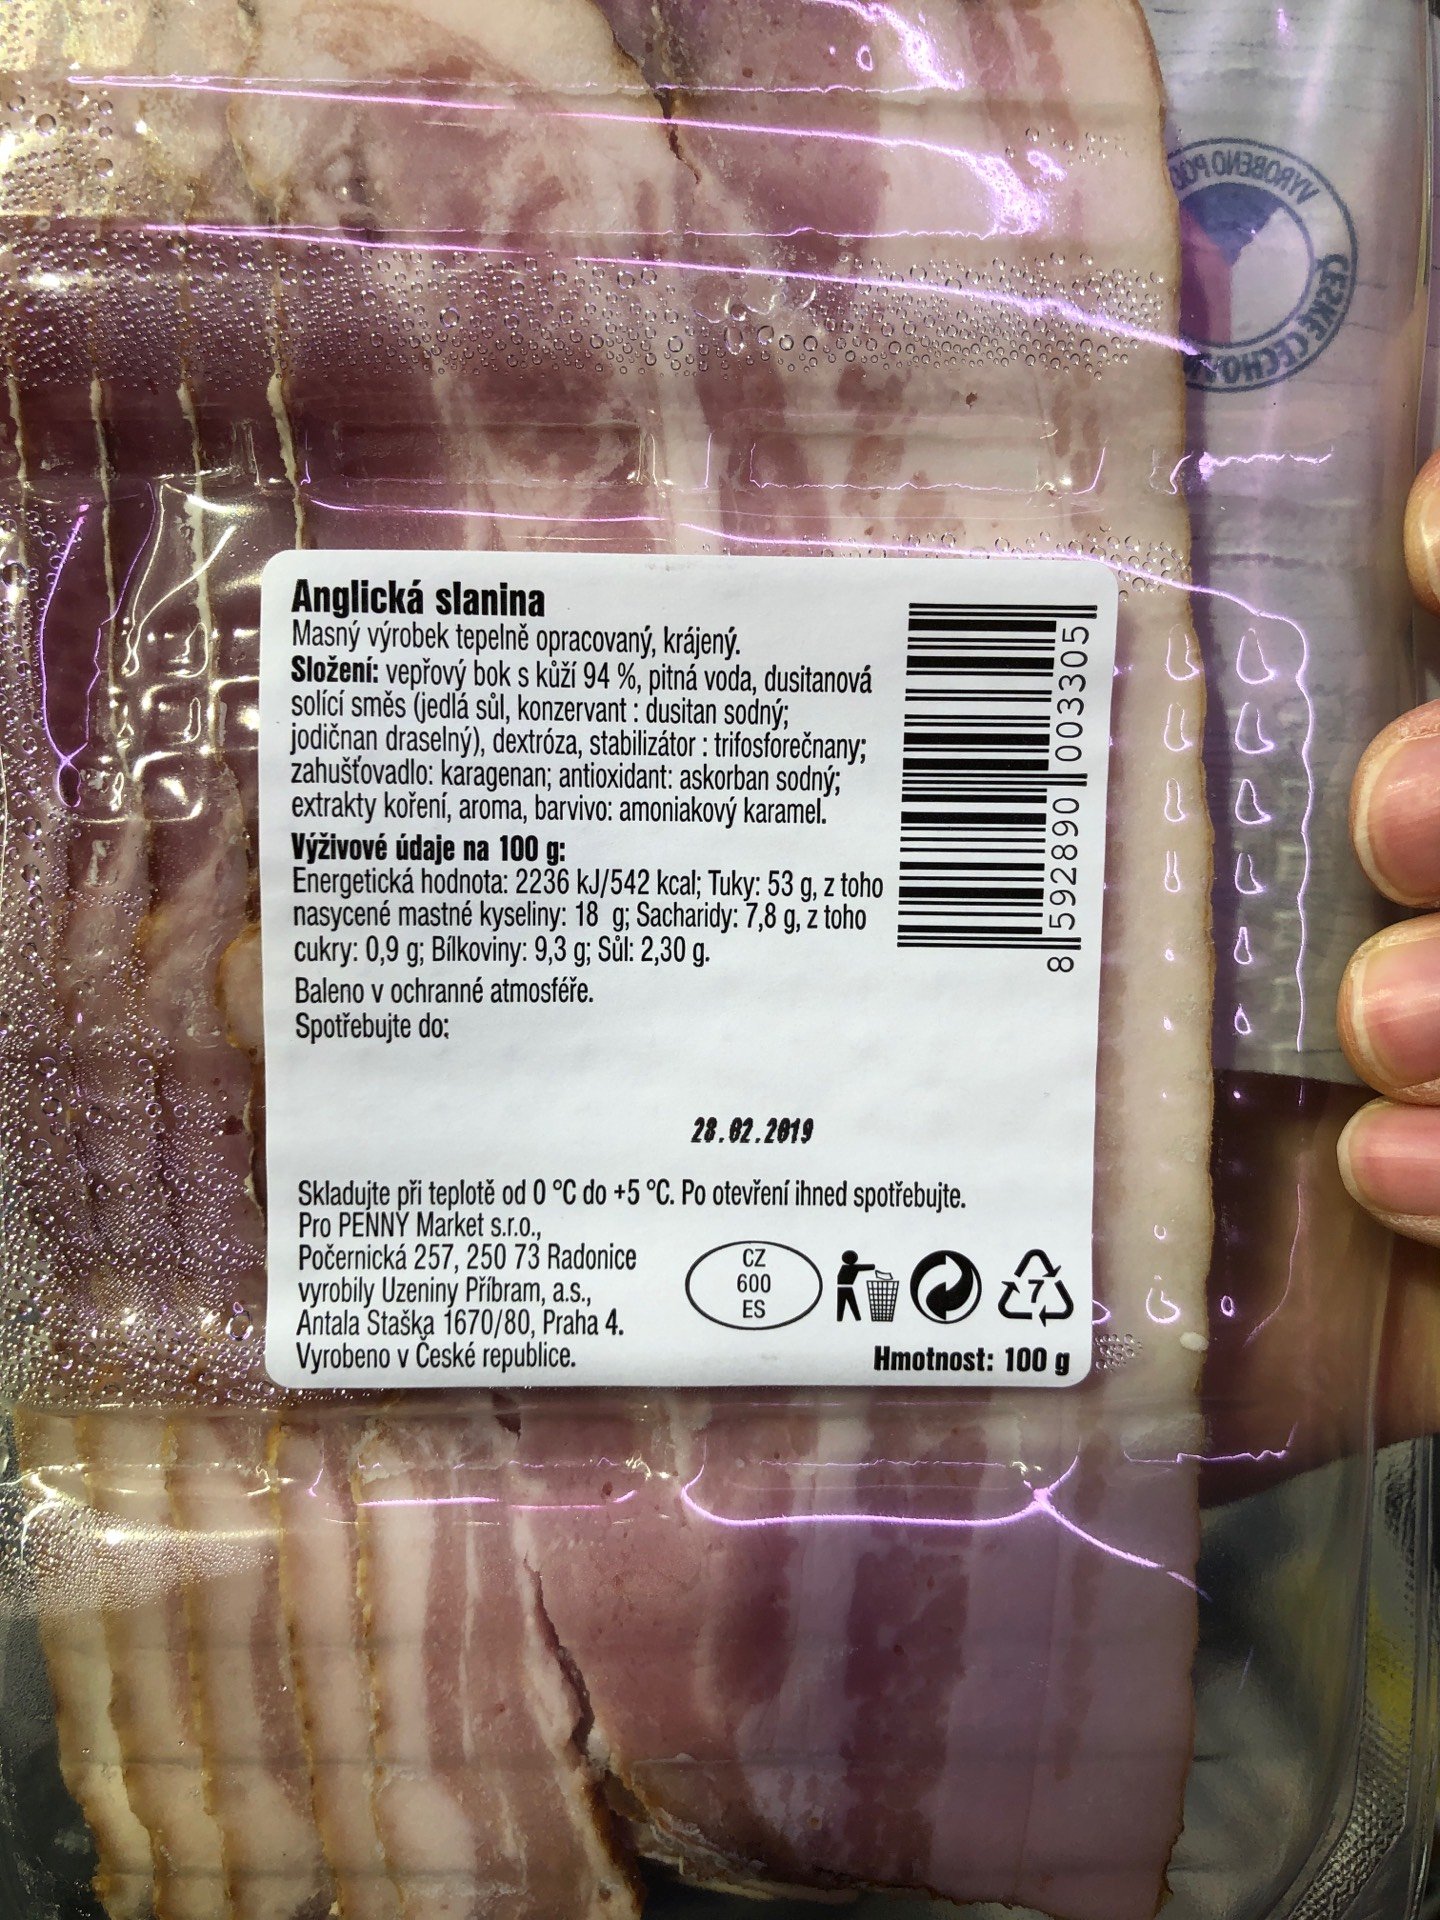 VYROBENO POD
ČESKÉ CECHOVNÍ
Anglická slanina
Masný výrobek tepelně opracovaný, krájený.
Složení: vepřový bok s kůží 94 %, pitná voda, dusitanová
solící směs (jedlá sůl, konzervant : dusitan sodný;
jodičnan draselný), dextróza, stabilizátor : trifosforečnany;
zahušťovadlo: karagenan; antioxidant: askorban sodný;
extrakty koření, aroma, barvivo: amoniakový karamel.
Výživové údaje na 100 g:
Energetická hodnota: 2236 kJ/542 kcal; Tuky: 53 g, z toho
nasycené mastné kyseliny: 18 g; Sacharidy: 7,8 g, z toho
cukry: 0,9 g; Bílkoviny: 9,3 g; Sůl: 2,30 g.
Baleno v ochranné atmosféře.
Spotřebujte do:
28.02.2019
8 592890 003305
Skladujte při teplotě od 0 °C do +5 °C. Po otevření ihned spotřebujte.
Pro PENNY Market s.r.o.,
Počernická 257, 250 73 Radonice
vyrobily Uzeniny Příbram, a.s.,
Antala Staška 1670/80, Praha 4.
Vyrobeno v České republice.
CZ
600
ES
7
Hmotnost: 100 g